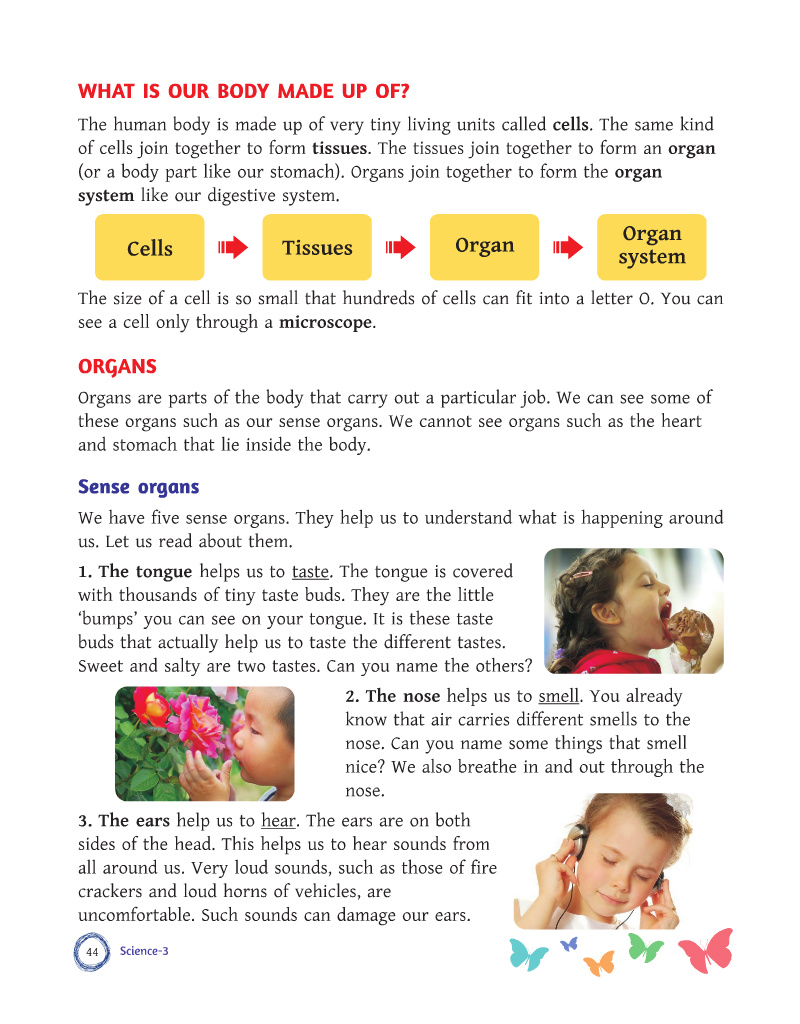 WHAT IS OUR BODY MADE UP OF?
The human body is made up of very tiny living units called cells. The same kind
of cells join together to form tissues. The tissues join together to form an organ
(or a body part like our stomach). Organs join together to form the organ
system like our digestive system.
Cells
Tissues
Organ
Organ
system
The size of a cell is so small that hundreds of cells can fit into a letter O. You can
see a cell only through a microscope.
ORGANS
Organs are parts of the body that carry out a particular job. We can see some of
these organs such as our sense organs. We cannot see organs such as the heart
and stomach that lie inside the body.
Sense organs
We have five sense organs. They help us to understand what is happening around
us. Let us read about them.
1. The tongue helps us to taste. The tongue is covered
with thousands of tiny taste buds. They are the little
‘bumps’ you can see on your tongue. It is these taste
buds that actually help us to taste the different tastes.
Sweet and salty are two tastes. Can you name the others?
2. The nose helps us to smell. You already
know that air carries different smells to the
nose. Can you name some things that smell
nice? We also breathe in and out through the
nose.
3. The ears help us to hear. The ears are on both
sides of the head. This helps us to hear sounds from
all around us. Very loud sounds, such as those of fire
crackers and loud horns of vehicles, are
uncomfortable. Such sounds can damage our ears.
44
Science-3